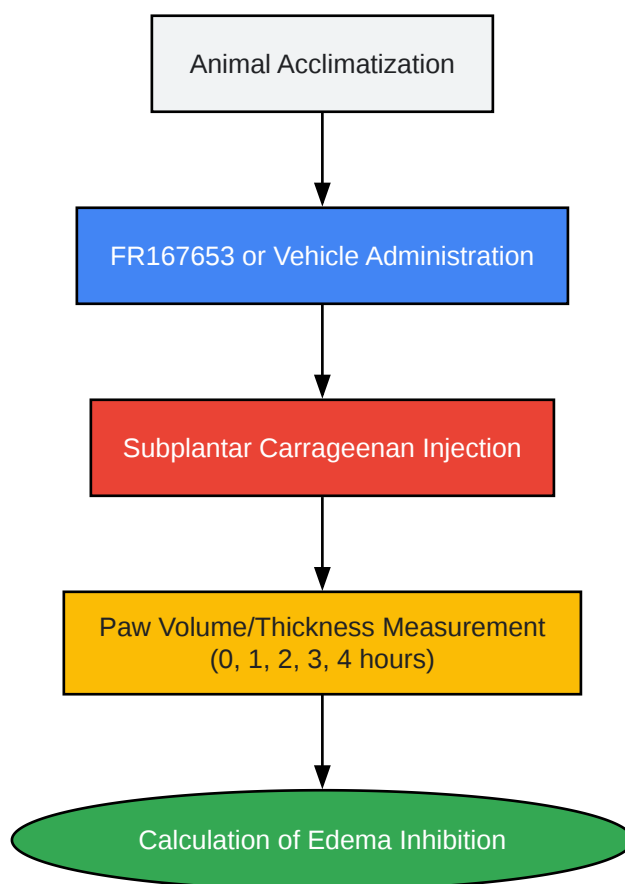 Animal Acclimatization
FR167653 or Vehicle Administration
Subplantar Carrageenan Injection
Paw Volume/Thickness Measurement
(0, 1, 2, 3, 4 hours)
Calculation of Edema Inhibition